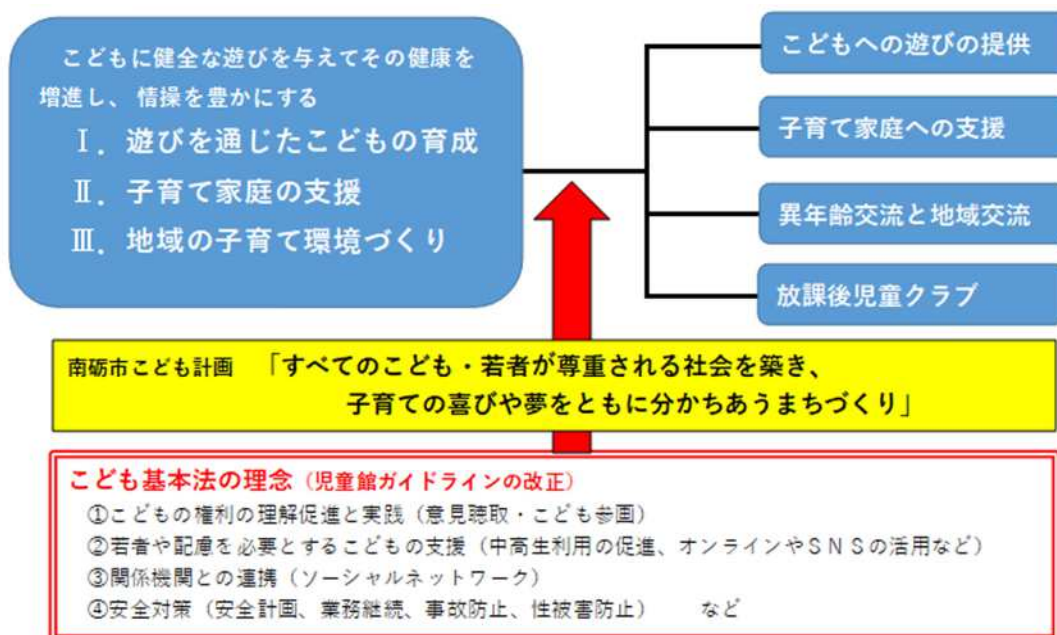 こどもに健全な遊びを与えてその健康を
増進し、情操を豊かにする
Ⅰ．遊びを通じたこどもの育成
Ⅱ．子育て家庭の支援
Ⅲ．地域の子育て環境づくり
こどもへの遊びの提供
子育て家庭への支援
異年齢交流と地域交流
放課後児童クラブ
南砺市こども計画　「すべてのこども・若者が尊重される社会を築き、
子育ての喜びや夢をともに分かちあうまちづくり」
こども基本法の理念（児童館ガイドラインの改正）
①こどもの権利の理解促進と実践（意見聴取・こども参画）
②若者や配慮を必要とするこどもの支援（中高生利用の促進、オンラインやＳＮＳの活用など）
③関係機関との連携（ソーシャルネットワーク）
④安全対策（安全計画、業務継続、事故防止、性被害防止）　　など